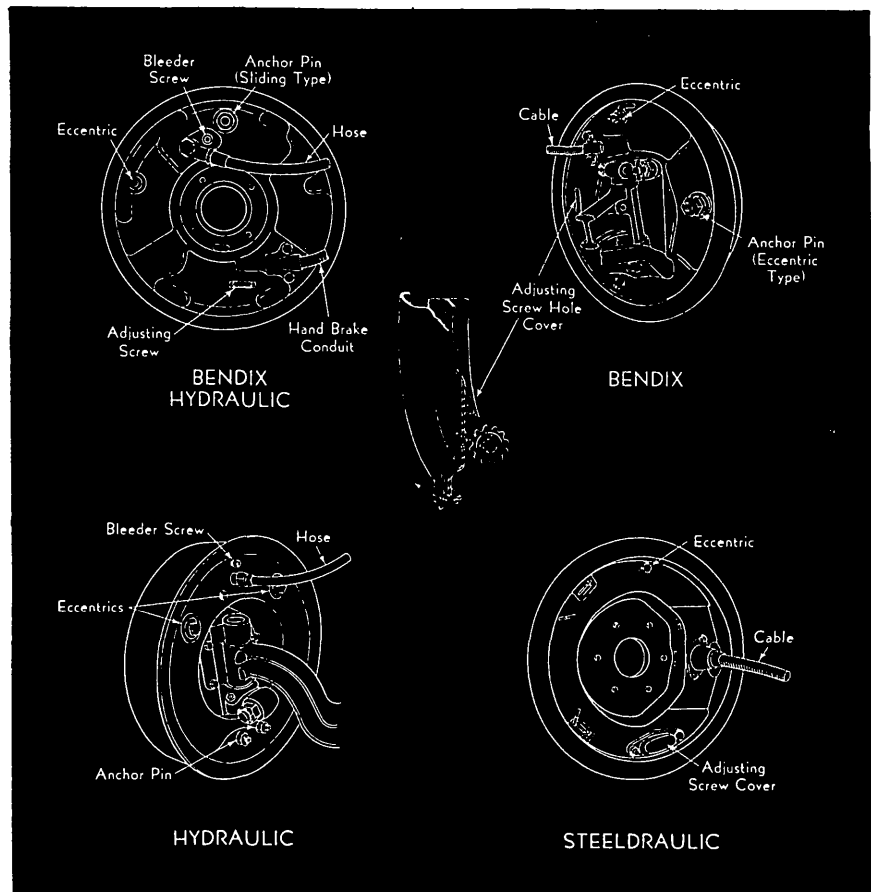 Bleeder
Screw
Anchor Pin
(Sliding Type)
Eccentric
Hose
Adjusting
Screw
Hand Brake
Conduit
BENDIX
HYDRAULIC
Eccentric
Cable
Anchor Pin
(Eccentric
Type)
Adjusting
Screw Hole
Cover
BENDIX
Bleeder Screw
Hose
Eccentrics
Anchor Pin
HYDRAULIC
Eccentric
Cable
Adjusting
Screw Cover
STEELDRAULIC